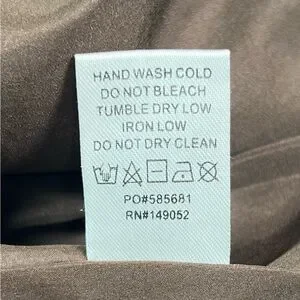 HAND WASH COLD
DO NOT BLEACH
TUMBLE DRY LOW
IRON LOW
DO NOT DRY CLEAN
PO#585681
RN#149052